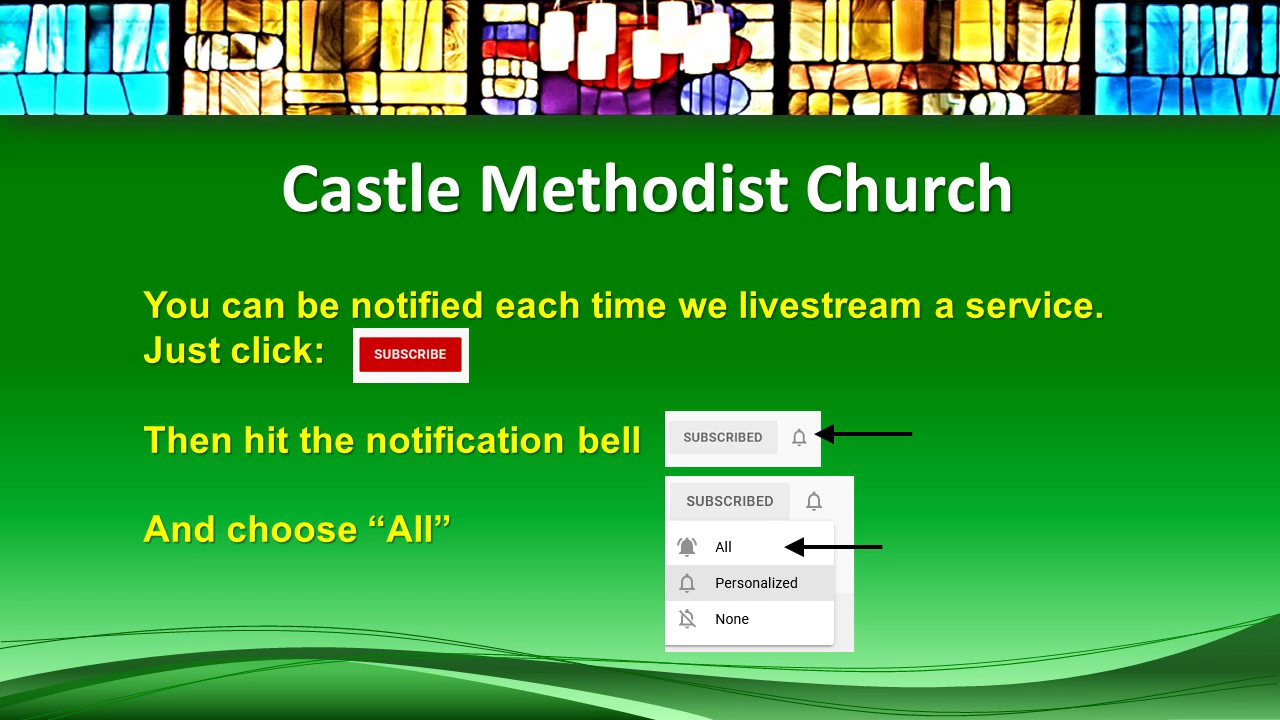 Castle Methodist Church
You can be notified each time we livestream a service.
Just click: SUBSCRIBE
Then hit the notification bell SUBSCRIBED
And choose “All” SUBSCRIBED
All
Personalized
None